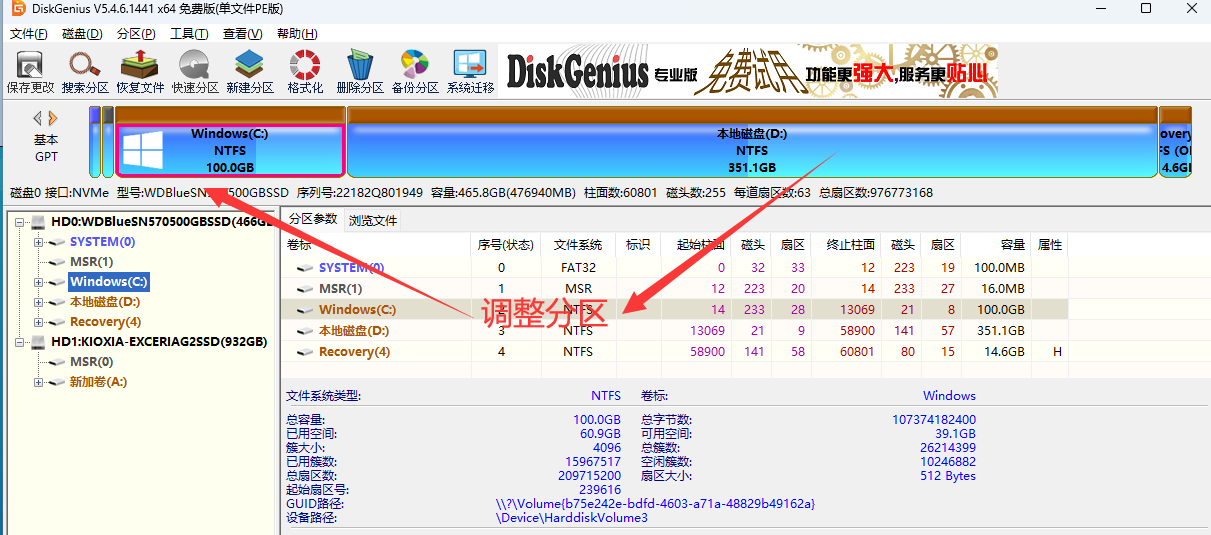 DiskGenius V5.4.6.1441 x64 免费版(单文件PE版)
文件(F) 磁盘(D) 分区(P) 工具(T) 查看(V) 帮助(H)
保存更改 搜索分区 恢复文件 快速分区 新建分区 格式化 删除分区 备份分区 系统迁移
DiskGenius 专业版 免费试用 功能更强大,服务更贴心
基本
GPT
Windows(C:)
NTFS
100.0GB
本地磁盘(D:)
NTFS
351.1GB
overy
FS (O
4.6G
磁盘0 接口:NVMe 型号:WDBlueSN570500GBSSD 序列号:22182Q801949 容量:465.8GB(476940MB) 柱面数:60801 磁头数:255 每道扇区数:63 总扇区数:976773168
HD0:WDBlueSN570500GBSSD(466GB
SYSTEM(0)
MSR(1)
Windows(C:)
本地磁盘(D:)
Recovery(4)
HD1:KIOXIA-EXCERIAG2SSD(932GB)
MSR(0)
新加卷(A:)
分区参数 浏览文件
卷标 序号(状态) 文件系统 标识 起始柱面 磁头 扇区 终止柱面 磁头 扇区 容量 属性
SYSTEM(0) 0 FAT32 0 32 33 12 223 19 100.0MB
MSR(1) 1 MSR 12 223 20 14 233 27 16.0MB
Windows(C:) 2 NTFS 14 233 28 13069 21 8 100.0GB
本地磁盘(D:) 3 NTFS 13069 21 9 58900 141 57 351.1GB
Recovery(4) 4 NTFS 58900 141 58 60801 80 15 14.6GB H
调整分区
文件系统类型: NTFS 卷标: Windows
总容量: 100.0GB 总字节数: 107374182400
已用空间: 60.9GB 可用空间: 39.1GB
簇大小: 4096 总簇数: 26214399
已用簇数: 15967517 空闲簇数: 10246882
总扇区数: 209715200 扇区大小: 512 Bytes
起始扇区号: 239616
GUID路径: \\?\Volume{b75e242e-bdfd-4603-a71a-48829b49162a}
设备路径: \Device\HarddiskVolume3